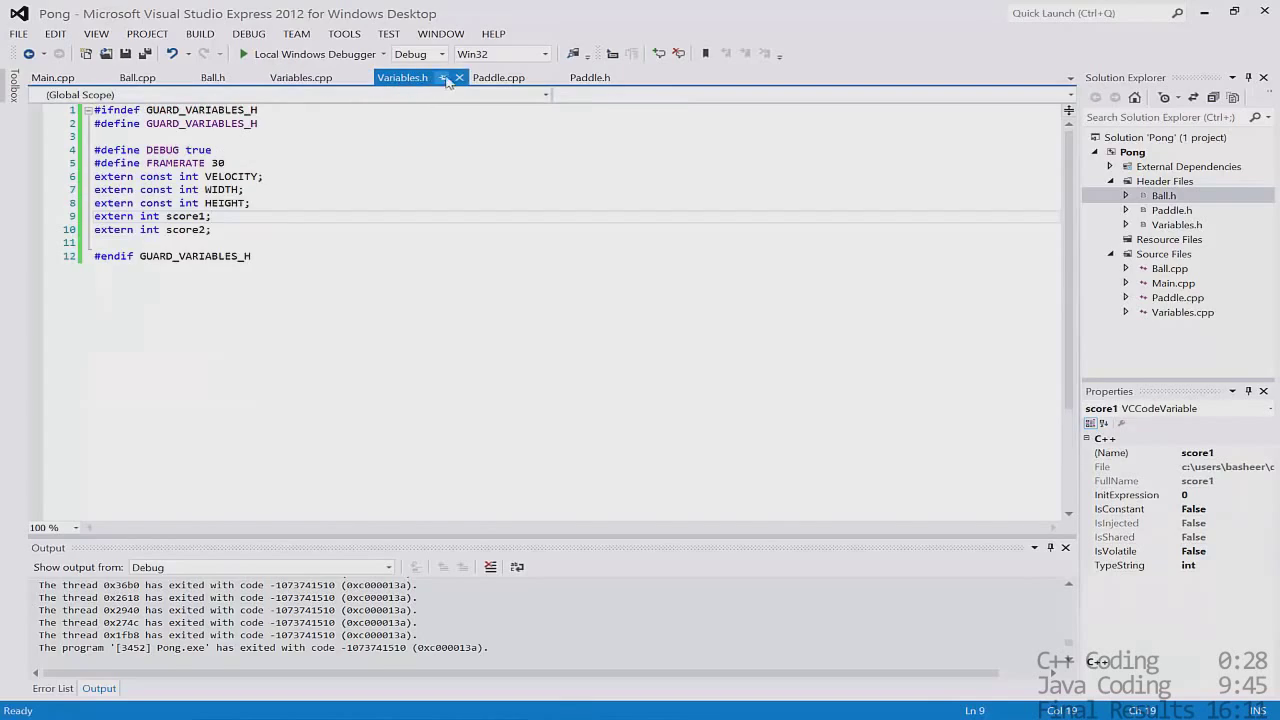 Pong - Microsoft Visual Studio Express 2012 for Windows Desktop
Quick Launch (Ctrl+Q)
FILE EDIT VIEW PROJECT BUILD DEBUG TEAM TOOLS TEST WINDOW HELP
Local Windows Debugger Debug Win32
Toolbox
Main.cpp Ball.cpp Ball.h Variables.cpp Variables.h Paddle.cpp Paddle.h
(Global Scope)
1 #ifndef GUARD_VARIABLES_H
2 #define GUARD_VARIABLES_H
3
4 #define DEBUG true
5 #define FRAMERATE 30
6 extern const int VELOCITY;
7 extern const int WIDTH;
8 extern const int HEIGHT;
9 extern int score1;
10 extern int score2;
11
12 #endif GUARD_VARIABLES_H
100 %
Output
Show output from: Debug
The thread 0x36b0 has exited with code -1073741510 (0xc000013a).
The thread 0x2618 has exited with code -1073741510 (0xc000013a).
The thread 0x2940 has exited with code -1073741510 (0xc000013a).
The thread 0x274c has exited with code -1073741510 (0xc000013a).
The thread 0x1fb8 has exited with code -1073741510 (0xc000013a).
The program '[3452] Pong.exe' has exited with code -1073741510 (0xc000013a).
Error List Output
Solution Explorer
Search Solution Explorer (Ctrl+;)
Solution 'Pong' (1 project)
Pong
External Dependencies
Header Files
Ball.h
Paddle.h
Variables.h
Resource Files
Source Files
Ball.cpp
Main.cpp
Paddle.cpp
Variables.cpp
Properties
score1 VCCodeVariable
C++
(Name) score1
File c:\users\basheer\c
FullName score1
InitExpression 0
IsConstant False
IsInjected False
IsShared False
IsVolatile False
TypeString int
C++
C++ Coding 0:28
Java Coding 9:45
Final Results 16:11
Ready Ln 9 Col 19 Ch 19 INS